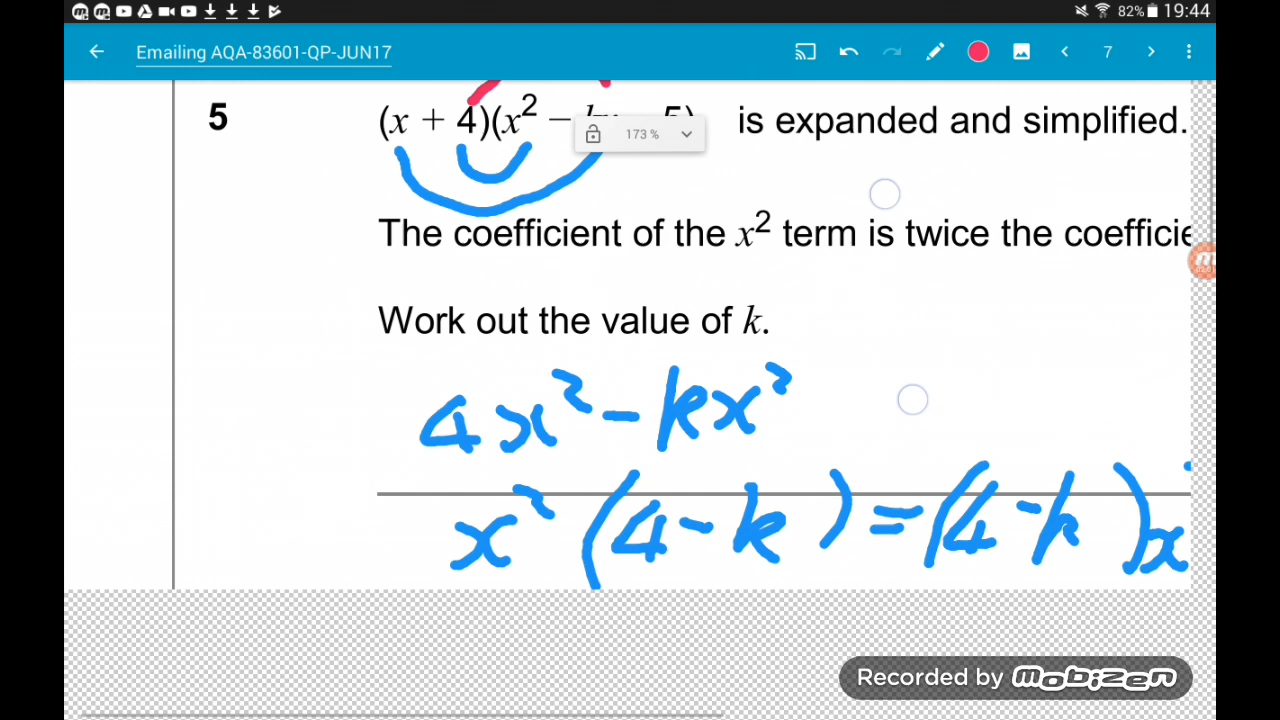 82% 19:44
Emailing AQA-83601-QP-JUN17
7
5 (x + 4)(x² – 5) is expanded and simplified.
173 %
The coefficient of the x² term is twice the
Work out the value of k.
4x² - kx²
x² (4 - k) = (4 - k)x
Recorded by mobizen